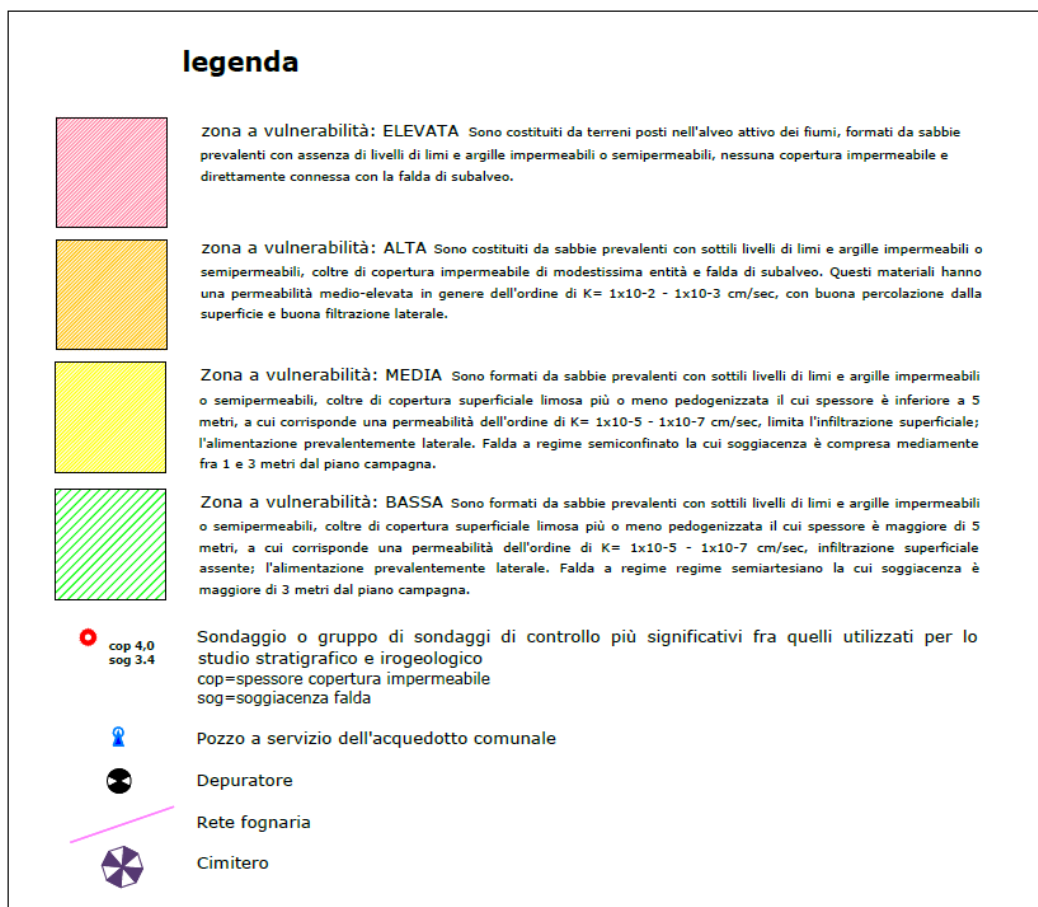 legenda
zona a vulnerabilità: ELEVATA Sono costituiti da terreni posti nell'alveo attivo dei fiumi, formati da sabbie
prevalenti con assenza di livelli di limi e argille impermeabili o semipermeabili, nessuna copertura impermeabile e
direttamente connessa con la falda di subalveo.
zona a vulnerabilità: ALTA Sono costituiti da sabbie prevalenti con sottili livelli di limi e argille impermeabili o
semipermeabili, coltre di copertura impermeabile di modestissima entità e falda di subalveo. Questi materiali hanno
una permeabilità medio-elevata in genere dell'ordine di K= 1x10-2 - 1x10-3 cm/sec, con buona percolazione dalla
superficie e buona filtrazione laterale.
Zona a vulnerabilità: MEDIA Sono formati da sabbie prevalenti con sottili livelli di limi e argille impermeabili
o semipermeabili, coltre di copertura superficiale limosa più o meno pedogenizzata il cui spessore è inferiore a 5
metri, a cui corrisponde una permeabilità dell'ordine di K= 1x10-5 - 1x10-7 cm/sec, limita l'infiltrazione superficiale;
l'alimentazione prevalentemente laterale. Falda a regime semiconfinato la cui soggiacenza è compresa mediamente
fra 1 e 3 metri dal piano campagna.
Zona a vulnerabilità: BASSA Sono formati da sabbie prevalenti con sottili livelli di limi e argille impermeabili
o semipermeabili, coltre di copertura superficiale limosa più o meno pedogenizzata il cui spessore è maggiore di 5
metri, a cui corrisponde una permeabilità dell'ordine di K= 1x10-5 - 1x10-7 cm/sec, infiltrazione superficiale
assente; l'alimentazione prevalentemente laterale. Falda a regime regime semiartesiano la cui soggiacenza è
maggiore di 3 metri dal piano campagna.
cop 4,0
sog 3.4
Sondaggio o gruppo di sondaggi di controllo più significativi fra quelli utilizzati per lo
studio stratigrafico e irogeologico
cop=spessore copertura impermeabile
sog=soggiacenza falda
Pozzo a servizio dell'acquedotto comunale
Depuratore
Rete fognaria
Cimitero